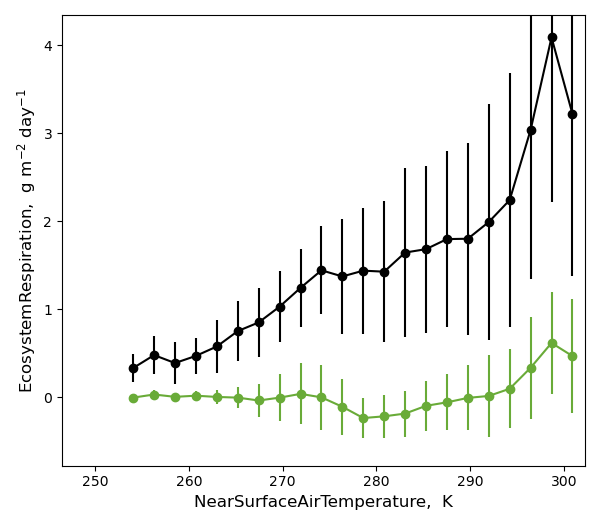 4
3
2
1
0
EcosystemRespiration, g m⁻² day⁻¹
250 260 270 280 290 300
NearSurfaceAirTemperature, K